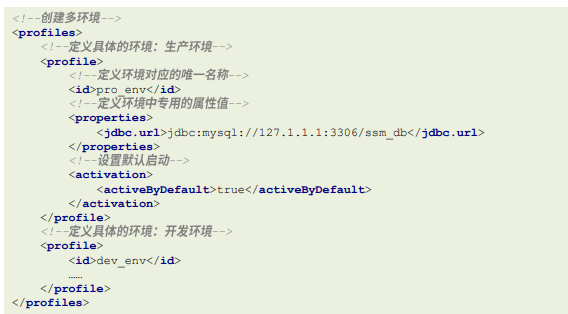 <!--创建多环境-->
<profiles>
<!--定义具体的环境：生产环境-->
<profile>
<!--定义环境对应的唯一名称-->
<id>pro_env</id>
<!--定义环境中专用的属性值-->
<properties>
<jdbc.url>jdbc:mysql://127.1.1.1:3306/ssm_db</jdbc.url>
</properties>
<!--设置默认启动-->
<activation>
<activeByDefault>true</activeByDefault>
</activation>
</profile>
<!--定义具体的环境：开发环境-->
<profile>
<id>dev_env</id>
……
</profile>
</profiles>